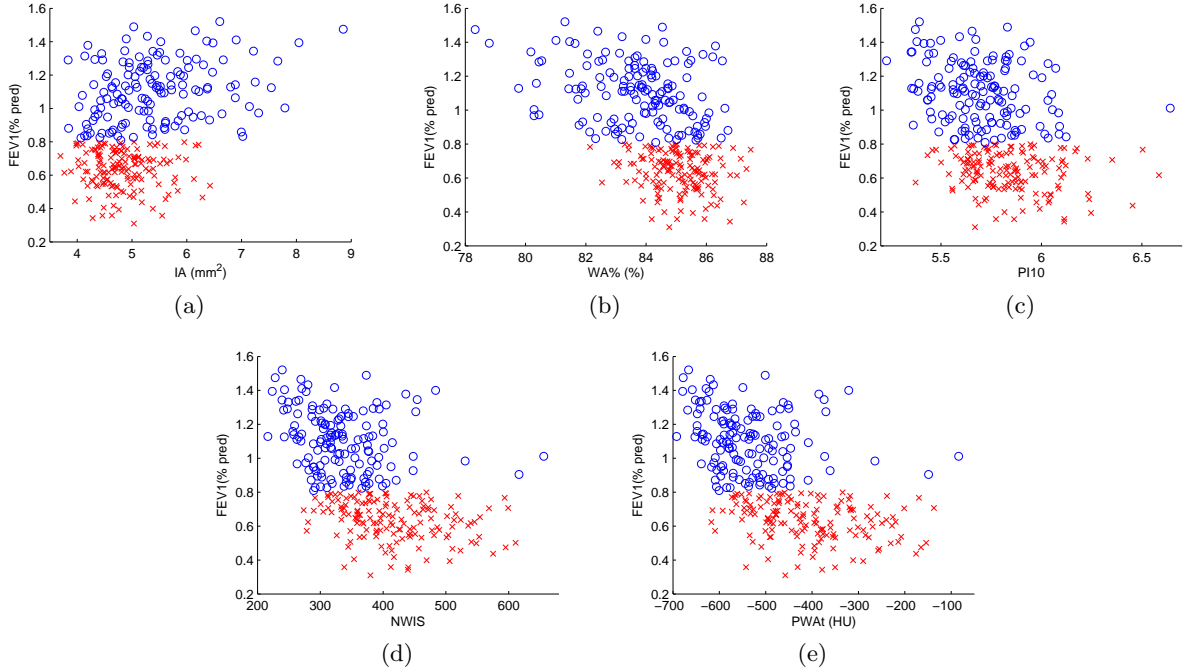 1.6
1.4
1.2
1
0.8
0.6
0.4
0.2
FEV1(% pred)
4 5 6 7 8 9
IA (mm²)
(a)
1.6
1.4
1.2
1
0.8
0.6
0.4
0.2
FEV1(% pred)
78 80 82 84 86 88
WA% (%)
(b)
1.6
1.4
1.2
1
0.8
0.6
0.4
0.2
FEV1(% pred)
5.5 6 6.5
PI10
(c)
1.6
1.4
1.2
1
0.8
0.6
0.4
0.2
FEV1(% pred)
200 300 400 500 600
NWIS
(d)
1.6
1.4
1.2
1
0.8
0.6
0.4
0.2
FEV1(% pred)
−700 −600 −500 −400 −300 −200 −100
PWAt (HU)
(e)